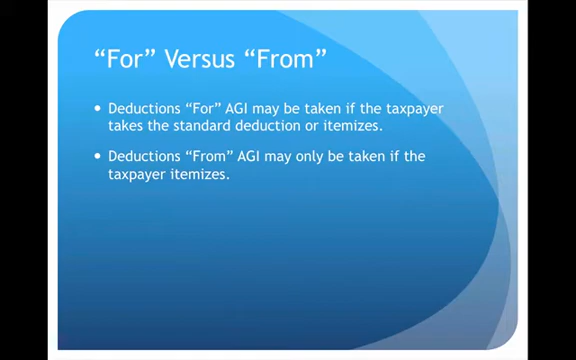 “For” Versus “From”
• Deductions “For” AGI may be taken if the taxpayer
takes the standard deduction or itemizes.
• Deductions “From” AGI may only be taken if the
taxpayer itemizes.